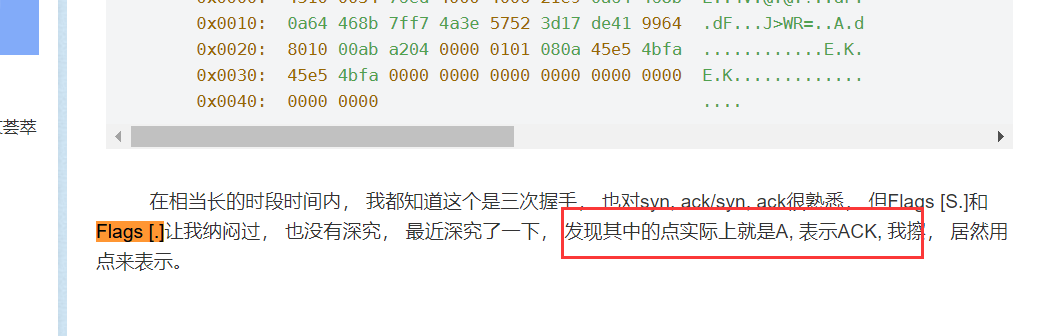 0x0010: 0a64 468b 7ff7 4a3e 5752 3d17 de41 9964 .dF...J>WR=..A.d
0x0020: 8010 00ab a204 0000 0101 080a 45e5 4bfa ............E.K.
0x0030: 45e5 4bfa 0000 0000 0000 0000 0000 0000 E.K.............
0x0040: 0000 0000 ....
荟萃
在相当长的时段时间内， 我都知道这个是三次握手， 也对syn, ack/syn, ack很熟悉， 但Flags [S.]和
Flags [.]让我纳闷过， 也没有深究， 最近深究了一下， 发现其中的点实际上就是A, 表示ACK, 我擦， 居然用
点来表示。